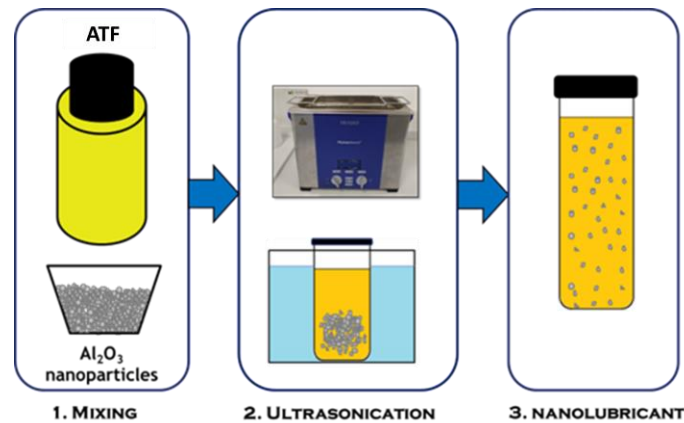 ATF
Al₂O₃
nanoparticles
1. MIXING
2. ULTRASONICATION
3. NANOLUBRICANT